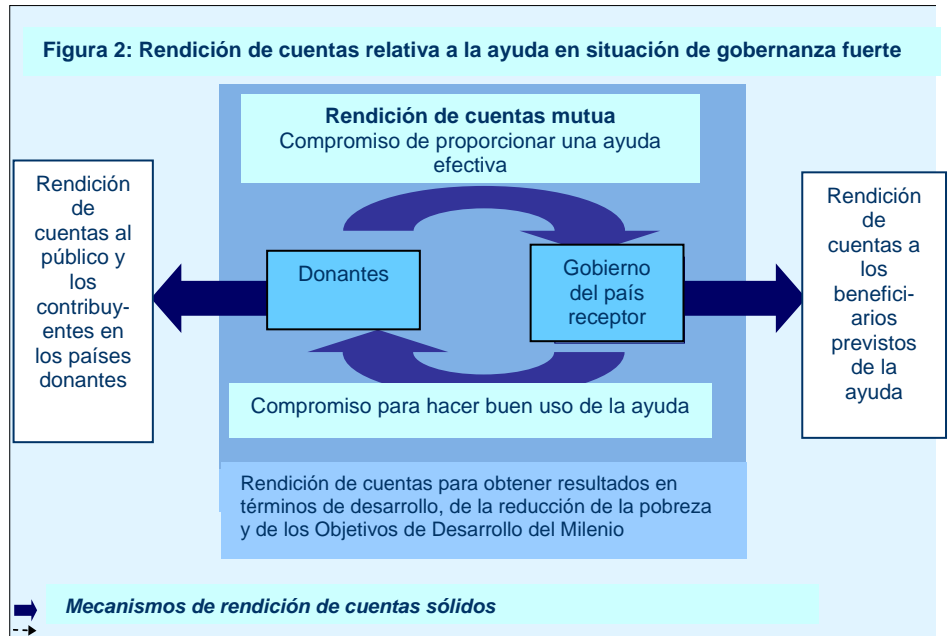 Figura 2: Rendición de cuentas relativa a la ayuda en situación de gobernanza fuerte
Rendición de cuentas mutua
Compromiso de proporcionar una ayuda
efectiva
Rendición
de
cuentas al
público y
los
contribuy-
entes en
los países
donantes
Donantes
Gobierno
del país
receptor
Rendición
de
cuentas a
los
benefici-
arios
previstos
de la
ayuda
Compromiso para hacer buen uso de la ayuda
Rendición de cuentas para obtener resultados en
términos de desarrollo, de la reducción de la pobreza
y de los Objetivos de Desarrollo del Milenio
Mecanismos de rendición de cuentas sólidos